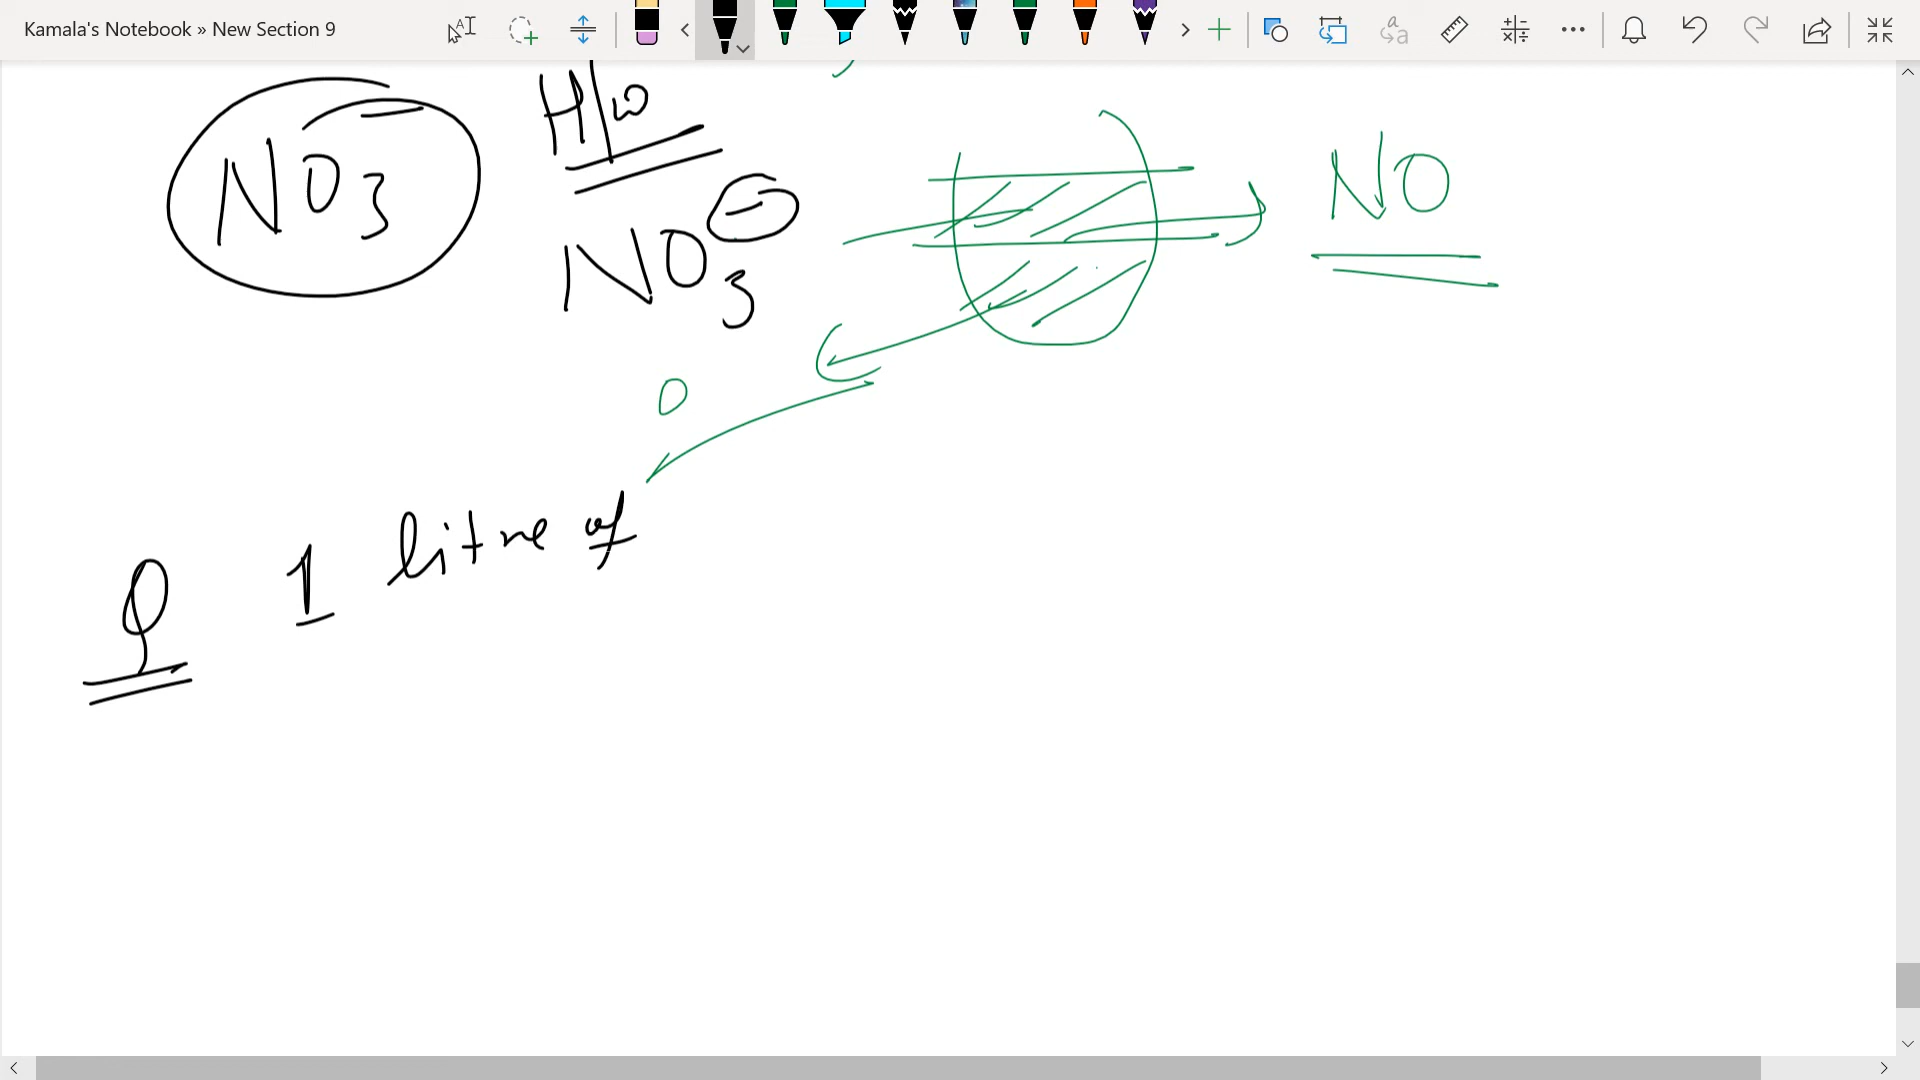 Kamala's Notebook » New Section 9
H/w
NO3
NO3 -
NO
O
Q 1 litre of